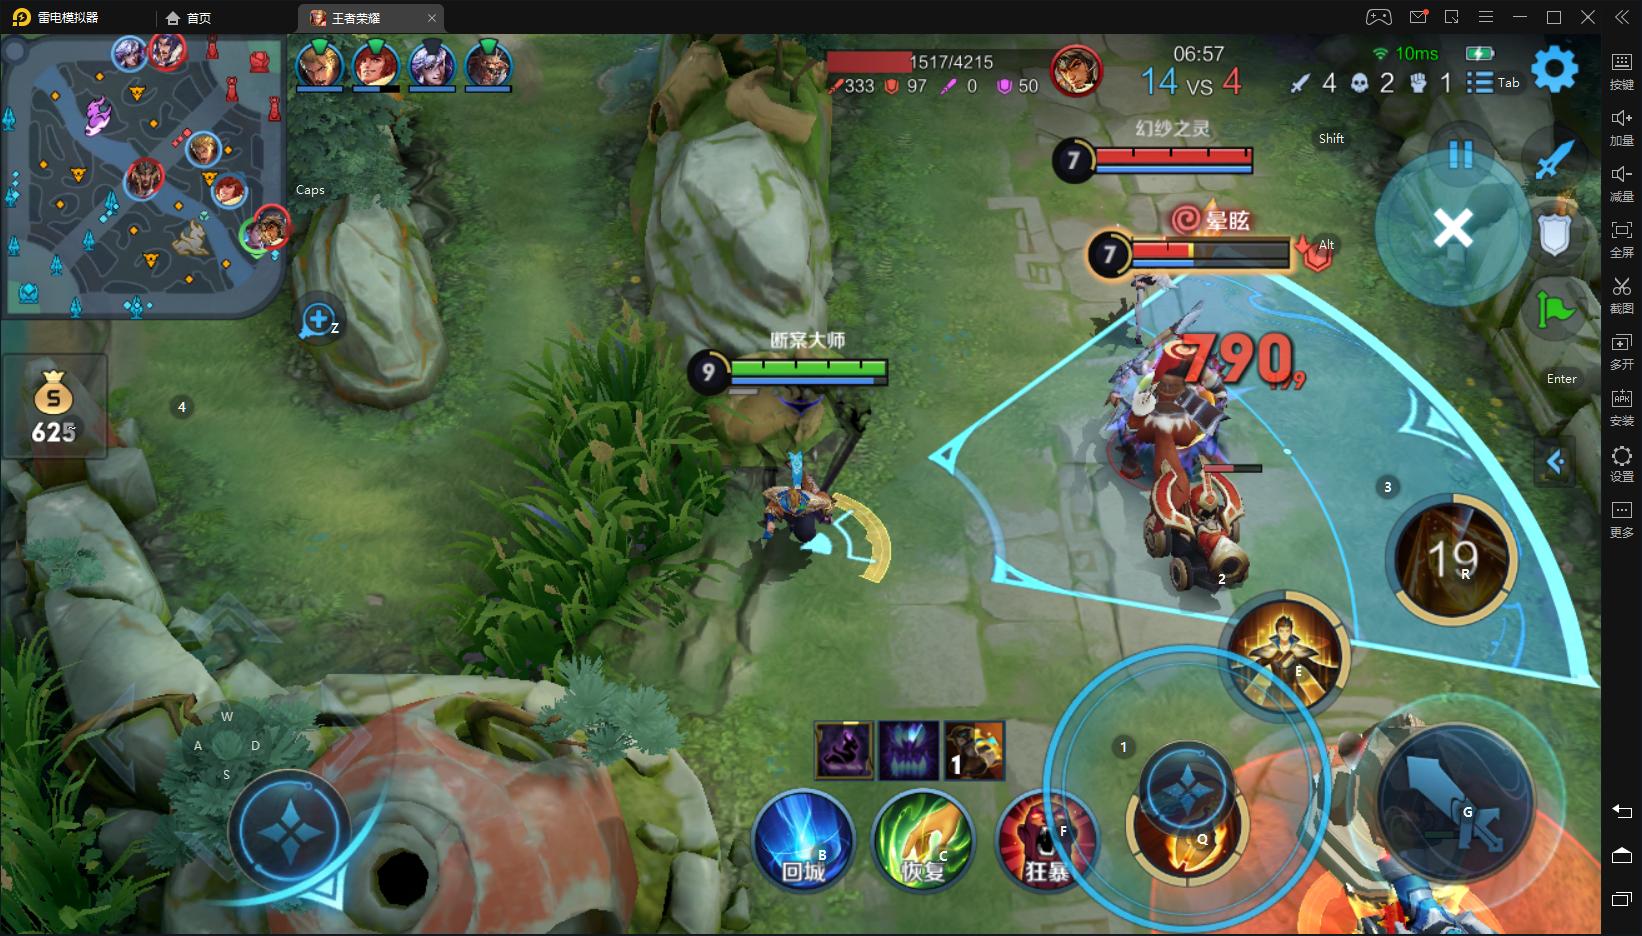 雷电模拟器
首页
王者荣耀
1517/4215
333 97 0 50
06:57
14 VS 4
10ms
4 2 1 Tab
Shift
Caps
Z
幻纱之灵
7
晕眩
7
Alt
断案大师
9
790
Enter
625
4
3
19
R
2
E
W
A D
S
1
1
回城 B
恢复 C
狂暴 F
Q
G
按键
加量
减量
全屏
截图
多开
APK
安装
设置
更多